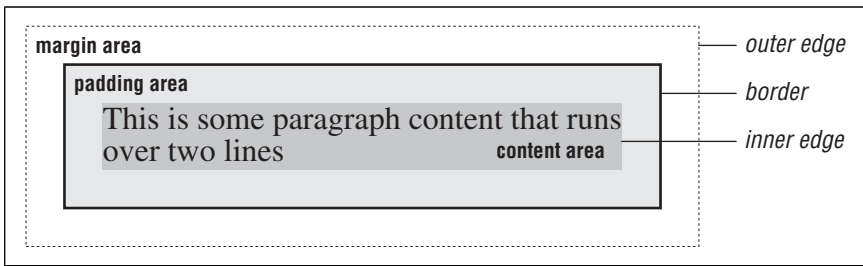 margin area
outer edge
padding area
border
This is some paragraph content that runs
over two lines
content area
inner edge